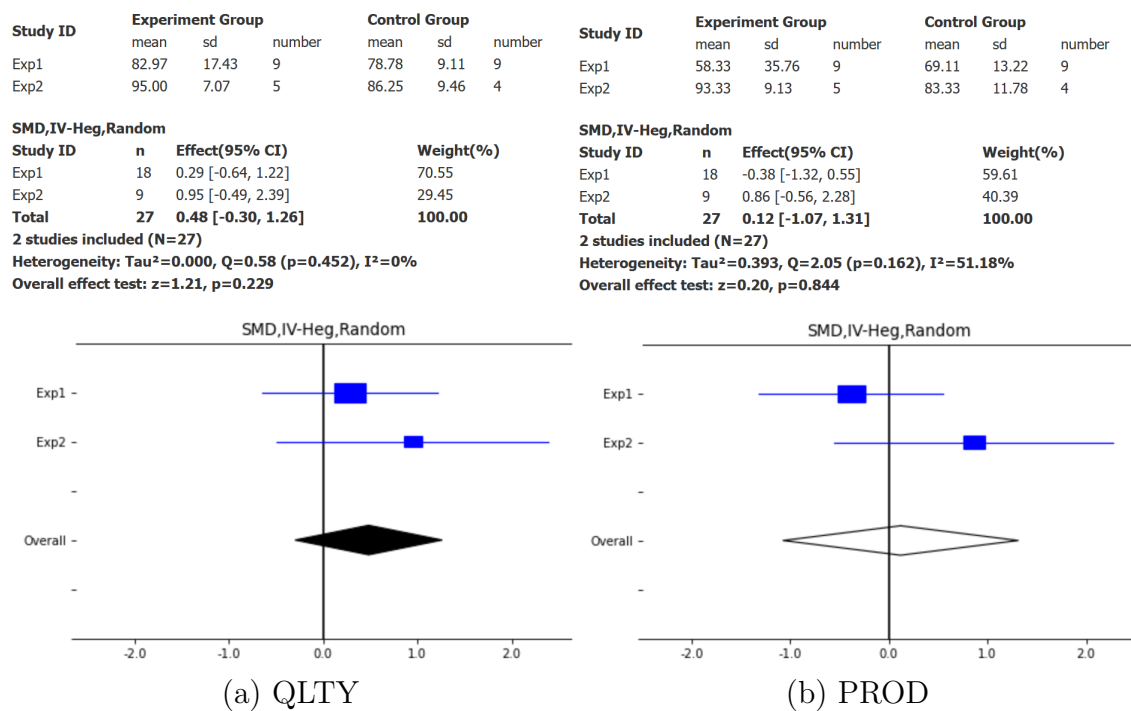 Study ID Experiment Group Control Group
mean sd number mean sd number
Exp1 82.97 17.43 9 78.78 9.11 9
Exp2 95.00 7.07 5 86.25 9.46 4
SMD,IV-Heg,Random
Study ID n Effect(95% CI) Weight(%)
Exp1 18 0.29 [-0.64, 1.22] 70.55
Exp2 9 0.95 [-0.49, 2.39] 29.45
Total 27 0.48 [-0.30, 1.26] 100.00
2 studies included (N=27)
Heterogeneity: Tau²=0.000, Q=0.58 (p=0.452), I²=0%
Overall effect test: z=1.21, p=0.229
SMD,IV-Heg,Random
Exp1
Exp2
Overall
-2.0 -1.0 0.0 1.0 2.0
(a) QLTY
Study ID Experiment Group Control Group
mean sd number mean sd number
Exp1 58.33 35.76 9 69.11 13.22 9
Exp2 93.33 9.13 5 83.33 11.78 4
SMD,IV-Heg,Random
Study ID n Effect(95% CI) Weight(%)
Exp1 18 -0.38 [-1.32, 0.55] 59.61
Exp2 9 0.86 [-0.56, 2.28] 40.39
Total 27 0.12 [-1.07, 1.31] 100.00
2 studies included (N=27)
Heterogeneity: Tau²=0.393, Q=2.05 (p=0.162), I²=51.18%
Overall effect test: z=0.20, p=0.844
SMD,IV-Heg,Random
Exp1
Exp2
Overall
-2.0 -1.0 0.0 1.0 2.0
(b) PROD